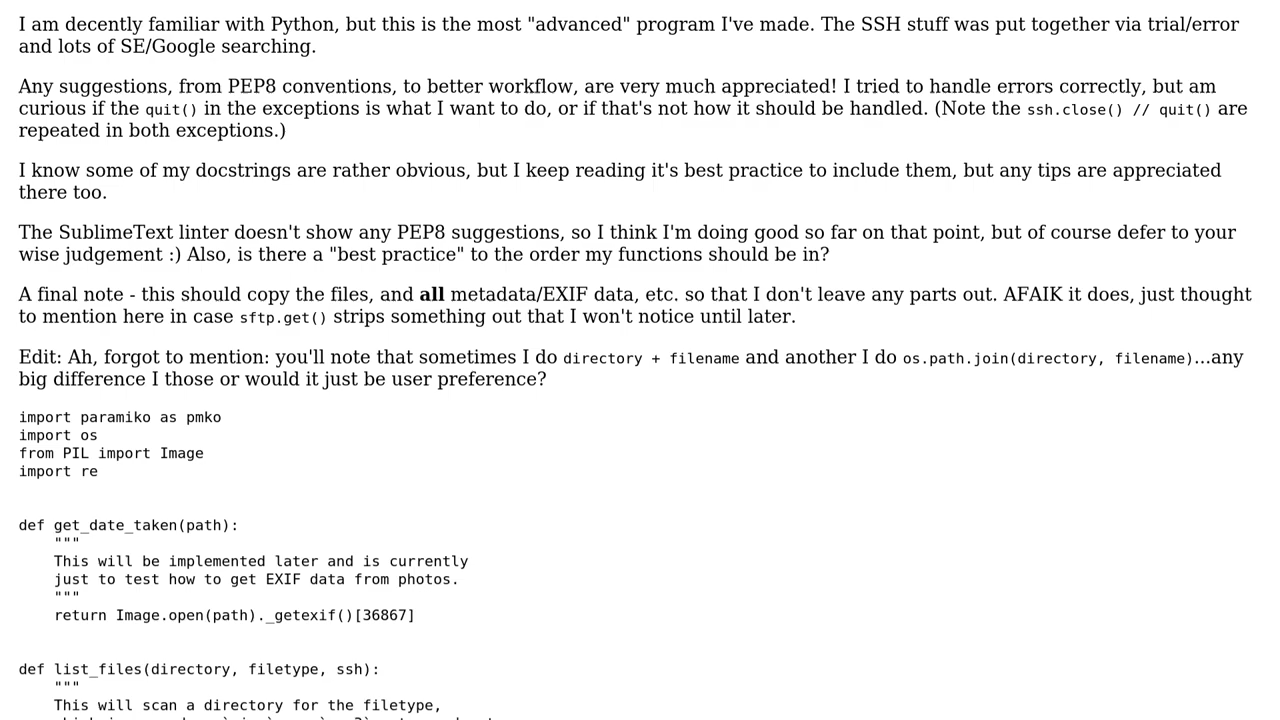 I am decently familiar with Python, but this is the most "advanced" program I've made. The SSH stuff was put together via trial/error
and lots of SE/Google searching.
Any suggestions, from PEP8 conventions, to better workflow, are very much appreciated! I tried to handle errors correctly, but am
curious if the quit() in the exceptions is what I want to do, or if that's not how it should be handled. (Note the ssh.close() // quit() are
repeated in both exceptions.)
I know some of my docstrings are rather obvious, but I keep reading it's best practice to include them, but any tips are appreciated
there too.
The SublimeText linter doesn't show any PEP8 suggestions, so I think I'm doing good so far on that point, but of course defer to your
wise judgement :) Also, is there a "best practice" to the order my functions should be in?
A final note - this should copy the files, and all metadata/EXIF data, etc. so that I don't leave any parts out. AFAIK it does, just thought
to mention here in case sftp.get() strips something out that I won't notice until later.
Edit: Ah, forgot to mention: you'll note that sometimes I do directory + filename and another I do os.path.join(directory, filename)...any
big difference I those or would it just be user preference?
import paramiko as pmko
import os
from PIL import Image
import re
def get_date_taken(path):
    """
    This will be implemented later and is currently
    just to test how to get EXIF data from photos.
    """
    return Image.open(path)._getexif()[36867]
def list_files(directory, filetype, ssh):
    """
    This will scan a directory for the filetype,